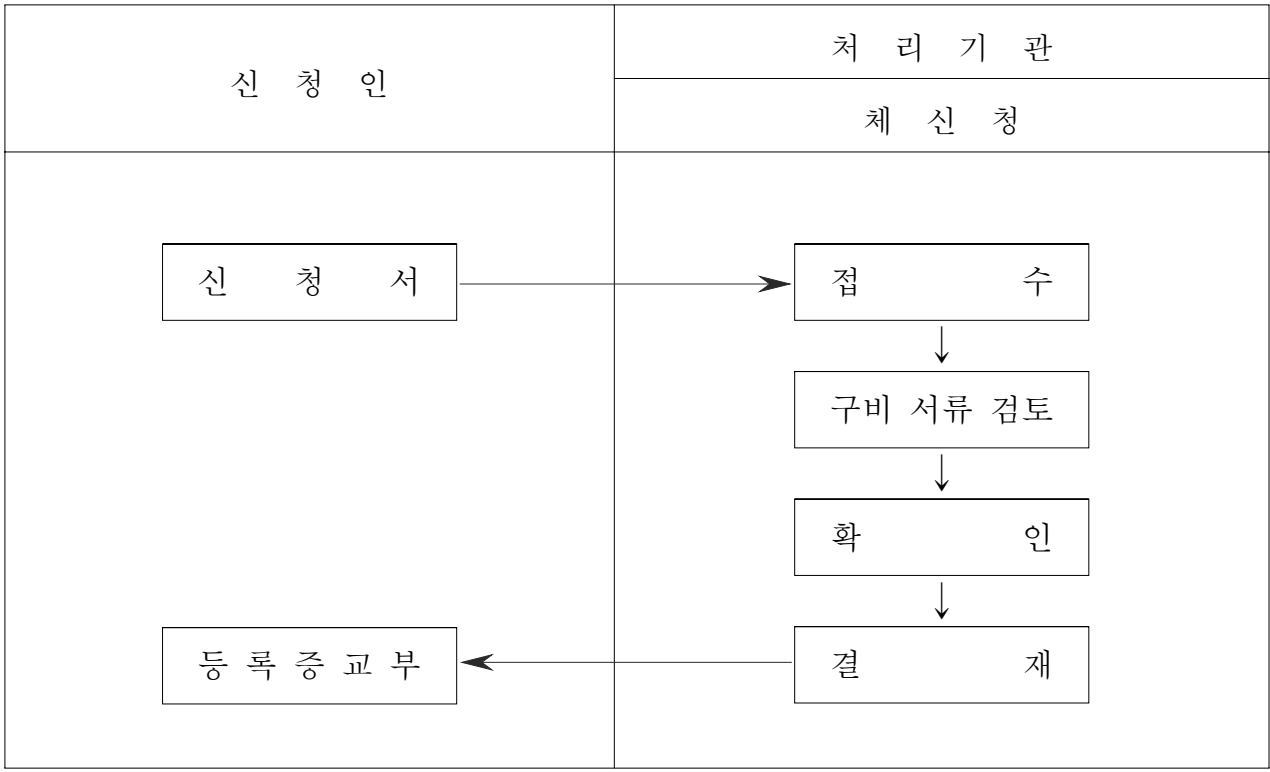 신 청 인
처 리 기 관
체 신 청
신 청 서
접 수
구비 서류 검토
확 인
결 재
등 록 증 교 부